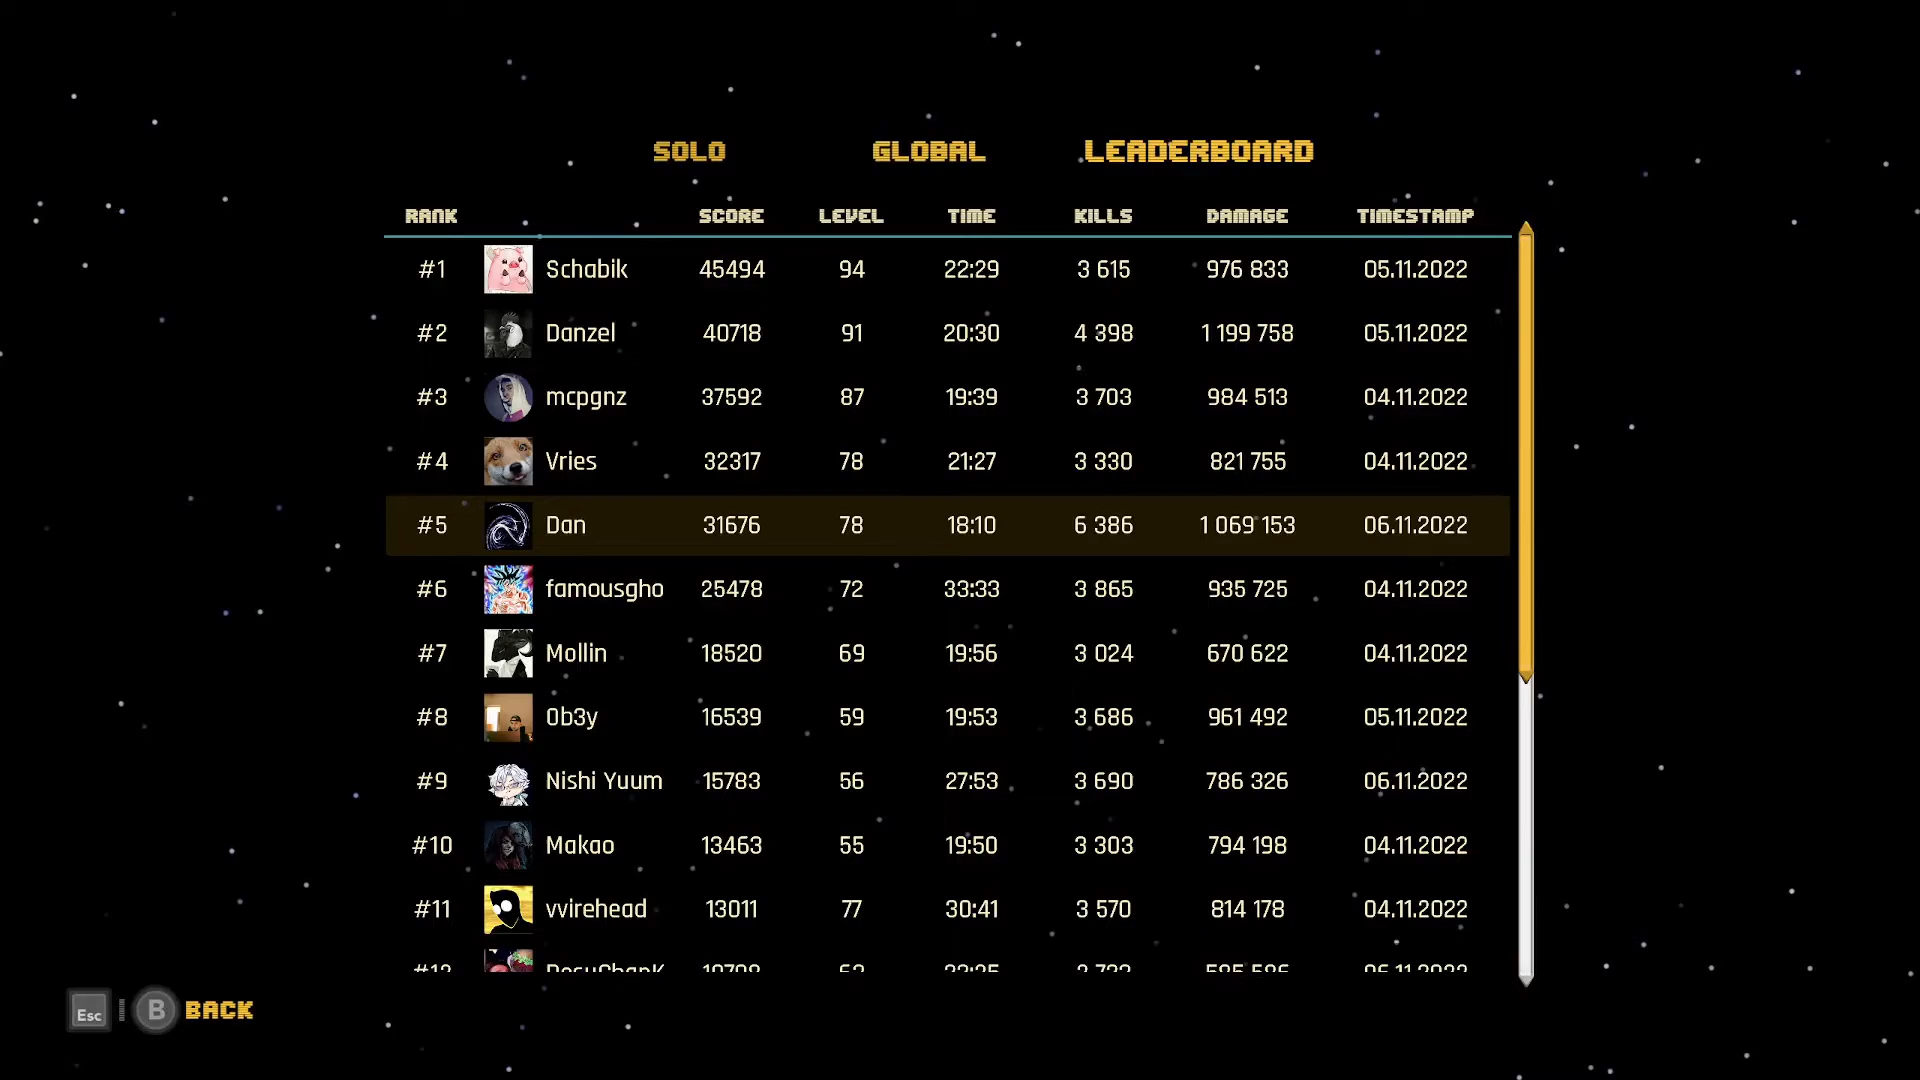 SOLO GLOBAL LEADERBOARD
RANK SCORE LEVEL TIME KILLS DAMAGE TIMESTAMP
#1 Schabik 45494 94 22:29 3 615 976 833 05.11.2022
#2 Danzel 40718 91 20:30 4 398 1 199 758 05.11.2022
#3 mcpgnz 37592 87 19:39 3 703 984 513 04.11.2022
#4 Vries 32317 78 21:27 3 330 821 755 04.11.2022
#5 Dan 31676 78 18:10 6 386 1 069 153 06.11.2022
#6 famousgho 25478 72 33:33 3 865 935 725 04.11.2022
#7 Mollin 18520 69 19:56 3 024 670 622 04.11.2022
#8 0b3y 16539 59 19:53 3 686 961 492 05.11.2022
#9 Nishi Yuum 15783 56 27:53 3 690 786 326 06.11.2022
#10 Makao 13463 55 19:50 3 303 794 198 04.11.2022
#11 vvirehead 13011 77 30:41 3 570 814 178 04.11.2022
#12
Esc B BACK